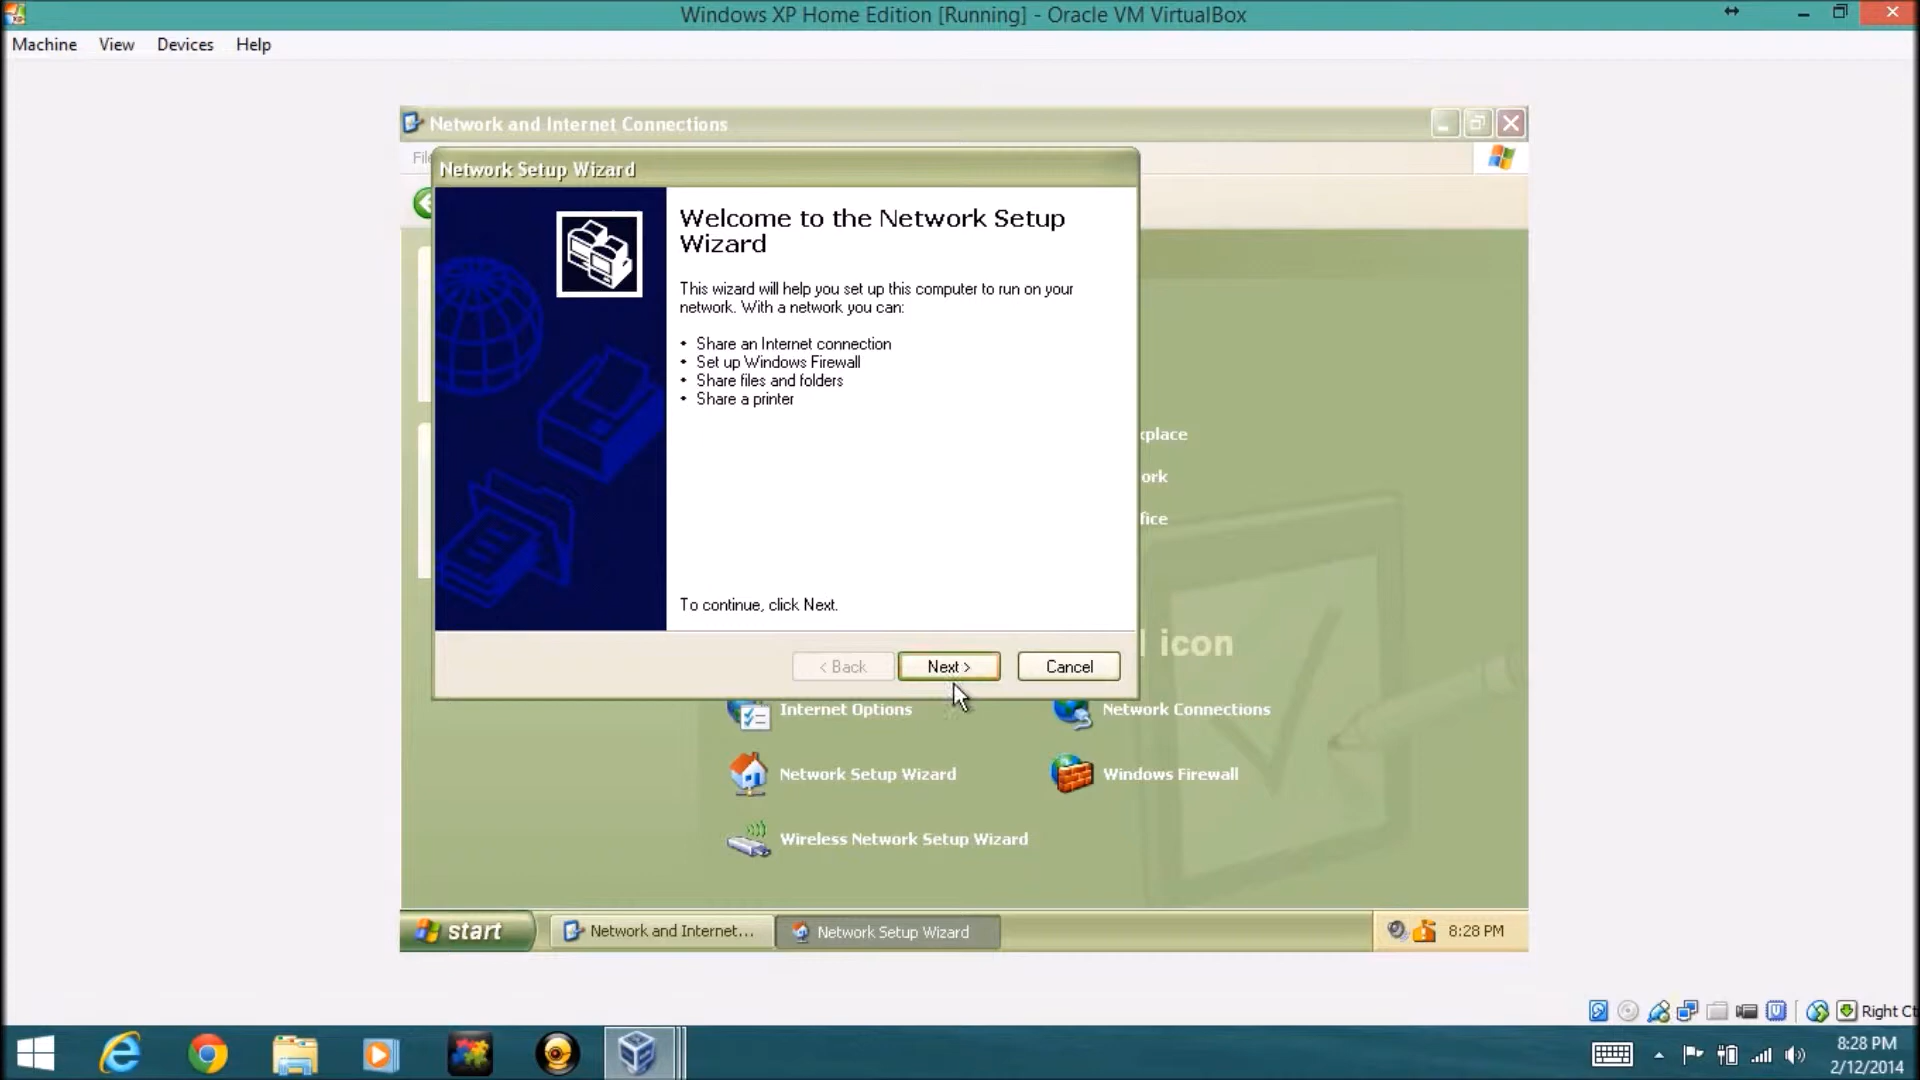 Windows XP Home Edition [Running] - Oracle VM VirtualBox
Machine View Devices Help
Network and Internet Connections
File
Network Setup Wizard
Welcome to the Network Setup
Wizard
This wizard will help you set up this computer to run on your
network. With a network you can:
• Share an Internet connection
• Set up Windows Firewall
• Share files and folders
• Share a printer
kplace
ork
fice
To continue, click Next.
l icon
< Back Next > Cancel
Internet Options Network Connections
Network Setup Wizard Windows Firewall
Wireless Network Setup Wizard
start Network and Internet... Network Setup Wizard 8:28 PM
Right Ct
8:28 PM
2/12/2014